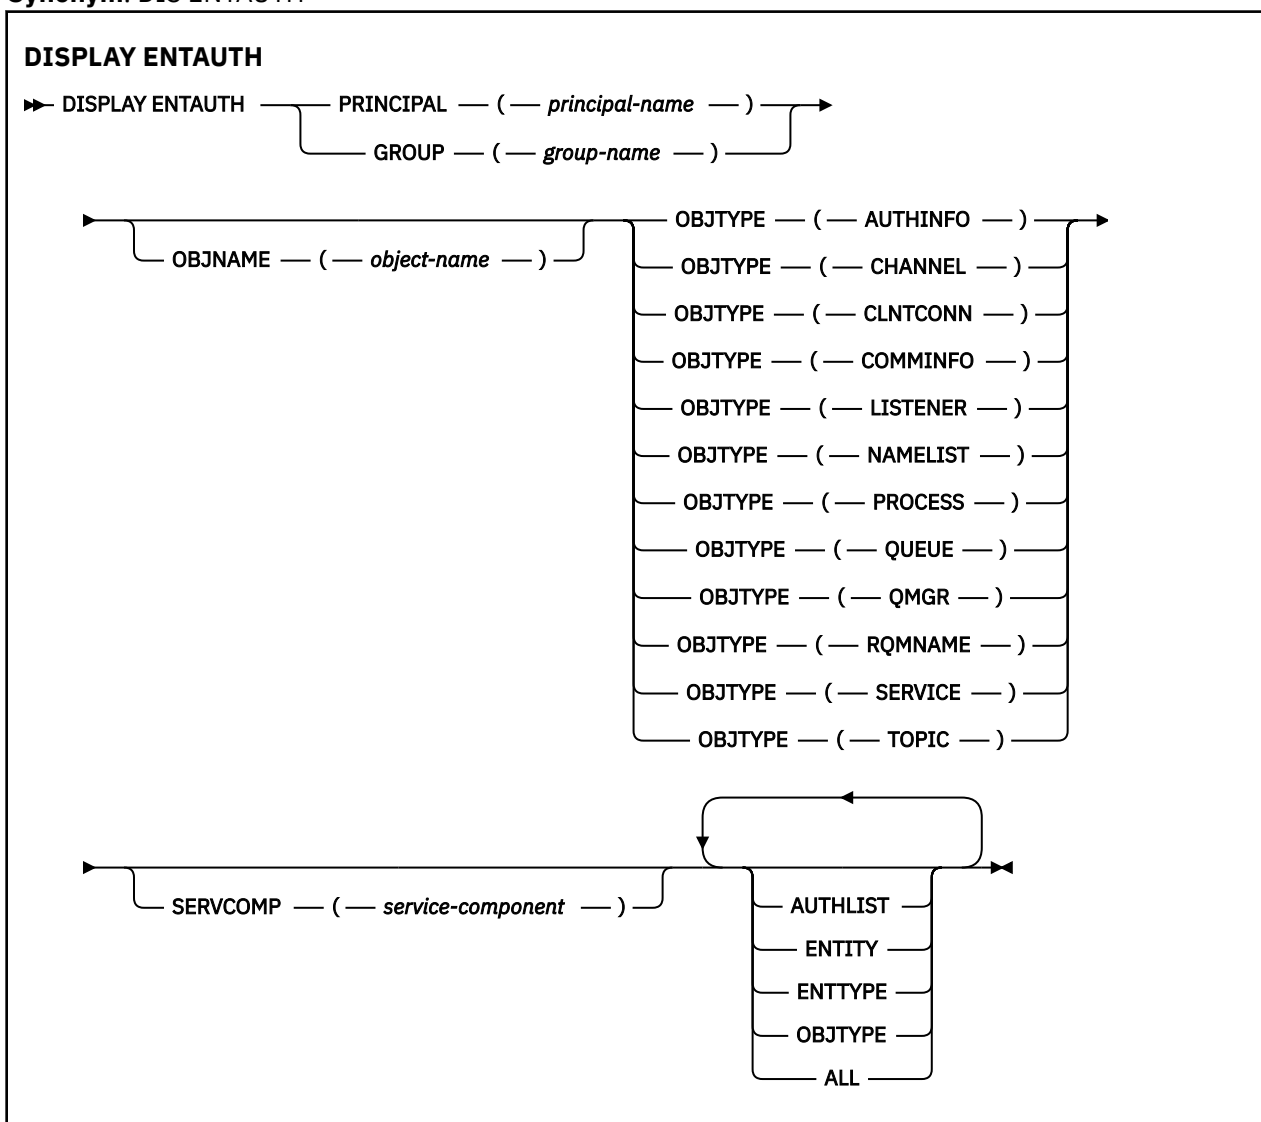 Synonym: DIS ENTAUTH
DISPLAY ENTAUTH
DISPLAY ENTAUTH PRINCIPAL ( principal-name )
GROUP ( group-name )
OBJTYPE ( AUTHINFO )
OBJNAME ( object-name )
OBJTYPE ( CHANNEL )
OBJTYPE ( CLNTCONN )
OBJTYPE ( COMMINFO )
OBJTYPE ( LISTENER )
OBJTYPE ( NAMELIST )
OBJTYPE ( PROCESS )
OBJTYPE ( QUEUE )
OBJTYPE ( QMGR )
OBJTYPE ( RQMNAME )
OBJTYPE ( SERVICE )
OBJTYPE ( TOPIC )
SERVCOMP ( service-component )
AUTHLIST
ENTITY
ENTTYPE
OBJTYPE
ALL